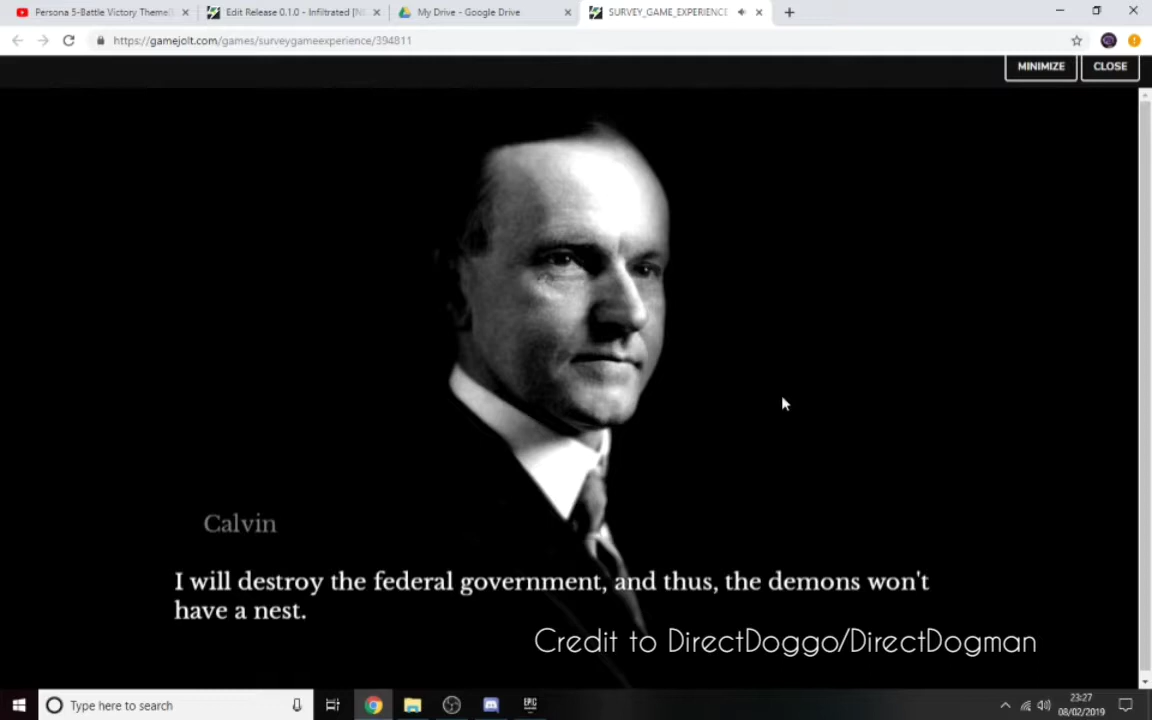 Persona 5-Battle Victory Theme
Edit Release 0.1.0 - Infiltrated [N
My Drive - Google Drive
SURVEY_GAME_EXPERIENCE
https://gamejolt.com/games/surveygameexperience/394811
MINIMIZE
CLOSE
Calvin
I will destroy the federal government, and thus, the demons won't
have a nest.
Credit to DirectDoggo/DirectDogman
Type here to search
EPIC
23:27
08/02/2019